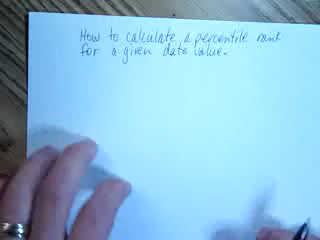 How to calculate a percentile rank
for a given data value.